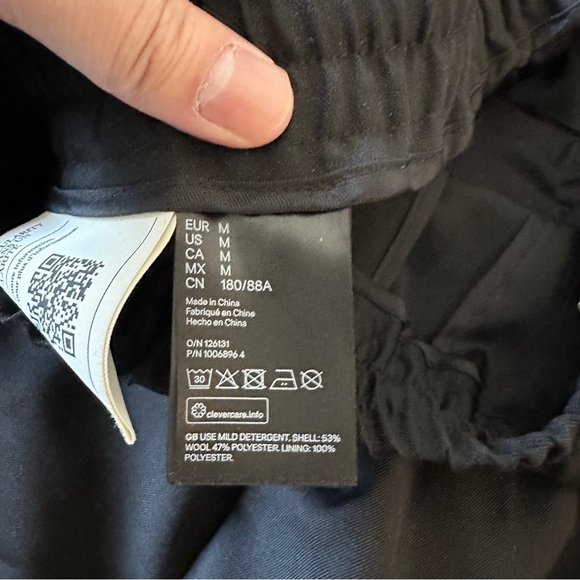 EUR M
US M
CA M
MX M
CN 180/88A
Made in China
Fabriqué en Chine
Hecho en China
O/N 126131
P/N 1006896 4
30
clevercare.info
GB USE MILD DETERGENT. SHELL: 53%
WOOL 47% POLYESTER. LINING: 100%
POLYESTER.